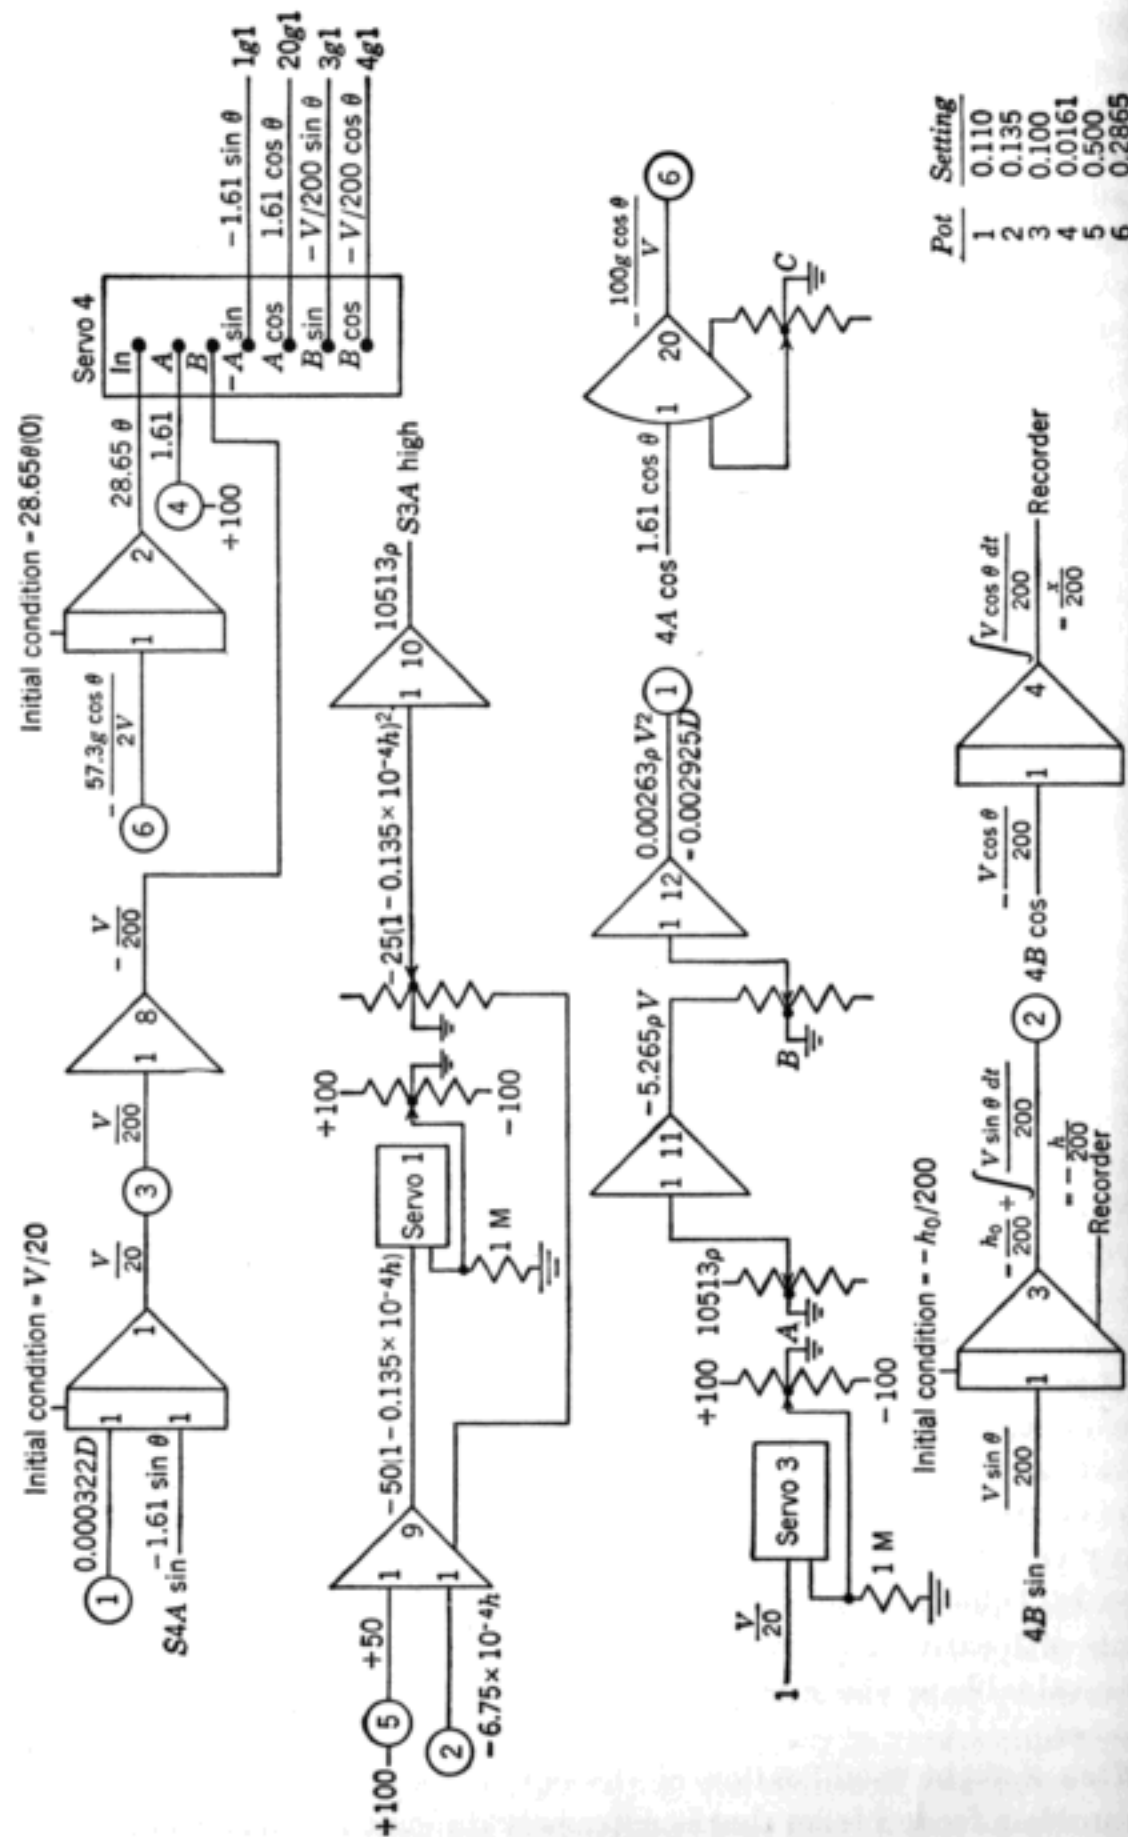 Initial condition = V/20
0.000322D
1
S4A sin
−1.61 sin θ
1
1
1
V/20
3
V/200
1
8
− V/200
6
− 57.3g cos θ / 2V
Initial condition = 28.65θ(0)
1
2
28.65 θ
4
1.61
+100
Servo 4
In
A
B
−A sin
A cos
B sin
B cos
−1.61 sin θ
1g1
1.61 cos θ
20g1
−V/200 sin θ
3g1
−V/200 cos θ
4g1
+100
5
+50
2
−6.75 × 10⁻⁴h
1
1
9
−50(1−0.135 × 10⁻⁴h)
Servo 1
1 M
+100
−100
−25(1−0.135 × 10⁻⁴h)²
1
10
10513ρ
S3A high
1
V/20
Servo 3
1 M
+100
−100
10513ρ
A
1
11
−5.265ρV
B
1
12
0.00263ρV²
= 0.002925D
1
4A cos
1.61 cos θ
1
20
C
− 100g cos θ / V
6
Initial condition = −h₀/200
4B sin
V sin θ / 200
1
3
− h₀/200 + ∫ V sin θ dt / 200
= − h/200
Recorder
2
4B cos
− V cos θ / 200
1
4
∫ V cos θ dt / 200
= x/200
Recorder
Pot Setting
1 0.110
2 0.135
3 0.100
4 0.0161
5 0.500
6 0.2865